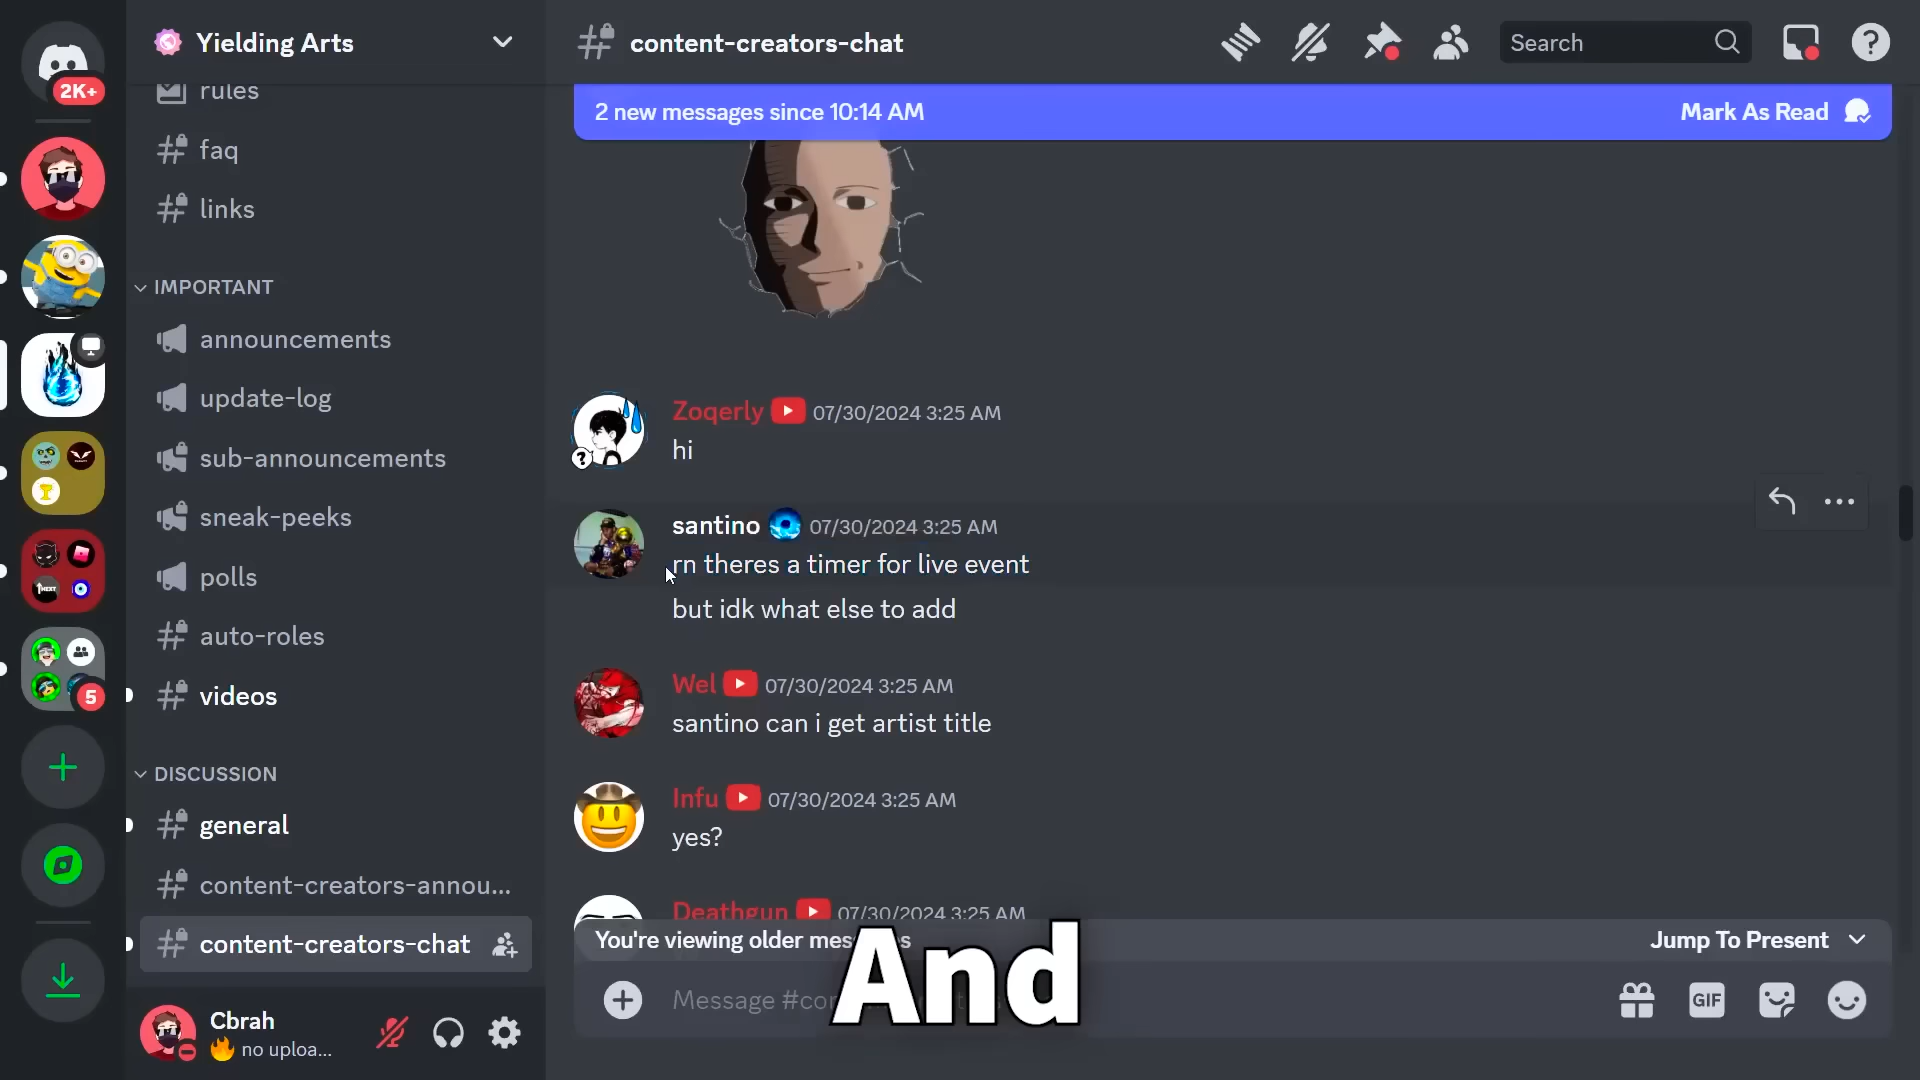 2K+
5
Yielding Arts
rules
faq
links
IMPORTANT
announcements
update-log
sub-announcements
sneak-peeks
polls
auto-roles
videos
DISCUSSION
general
content-creators-annou...
content-creators-chat
Cbrah
🔥 no uploa...
content-creators-chat
Search
2 new messages since 10:14 AM
Mark As Read
Zoqerly 07/30/2024 3:25 AM
hi
santino 07/30/2024 3:25 AM
rn theres a timer for live event
but idk what else to add
Wel 07/30/2024 3:25 AM
santino can i get artist title
Infu 07/30/2024 3:25 AM
yes?
Deathgun 07/30/2024 3:25 AM
You're viewing older
Jump To Present
Message
GIF
And